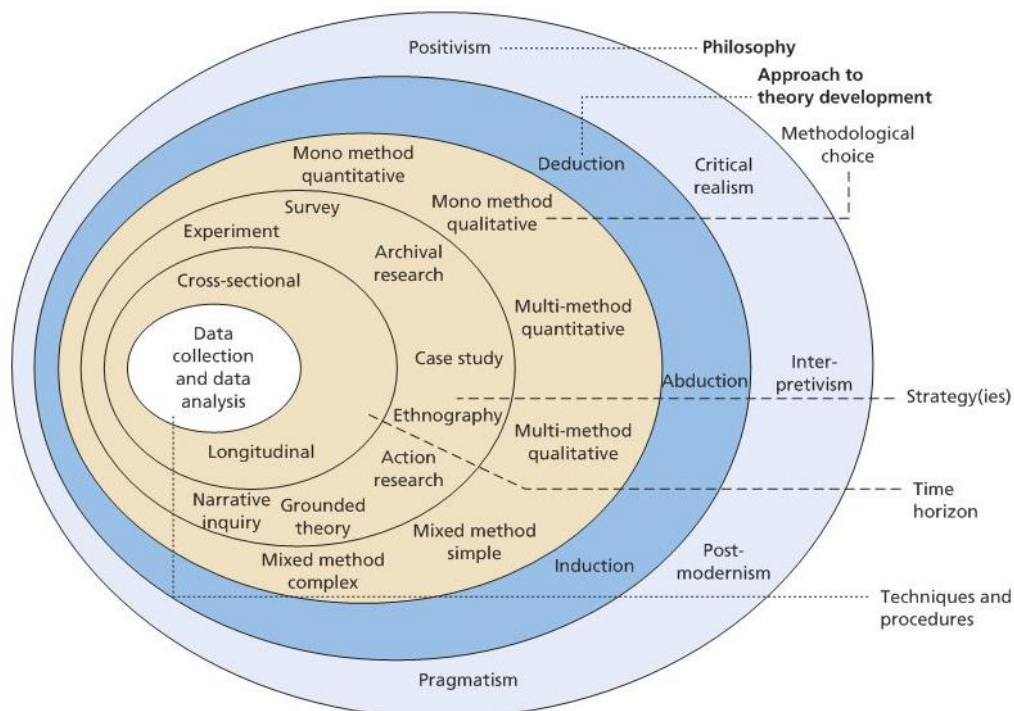 Positivism
Philosophy
Approach to
theory development
Methodological
choice
Mono method
quantitative
Deduction
Critical
realism
Mono method
qualitative
Survey
Experiment
Archival
research
Cross-sectional
Multi-method
quantitative
Data
collection
and data
analysis
Case study
Abduction
Inter-
pretivism
Strategy(ies)
Ethnography
Multi-method
qualitative
Longitudinal
Action
research
Time
horizon
Narrative
inquiry
Grounded
theory
Mixed method
simple
Mixed method
complex
Induction
Post-
modernism
Techniques and
procedures
Pragmatism